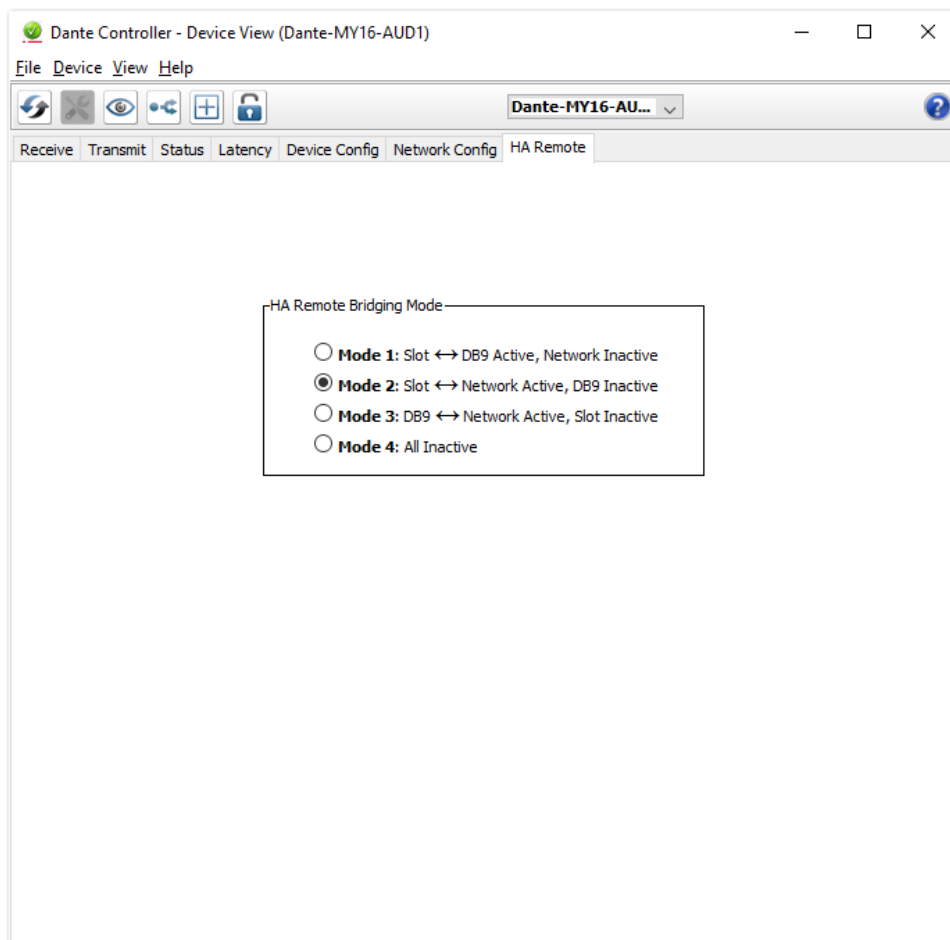 Dante Controller - Device View (Dante-MY16-AUD1)
File Device View Help
Dante-MY16-AU...
?
Receive Transmit Status Latency Device Config Network Config HA Remote
HA Remote Bridging Mode
Mode 1: Slot ↔ DB9 Active, Network Inactive
Mode 2: Slot ↔ Network Active, DB9 Inactive
Mode 3: DB9 ↔ Network Active, Slot Inactive
Mode 4: All Inactive